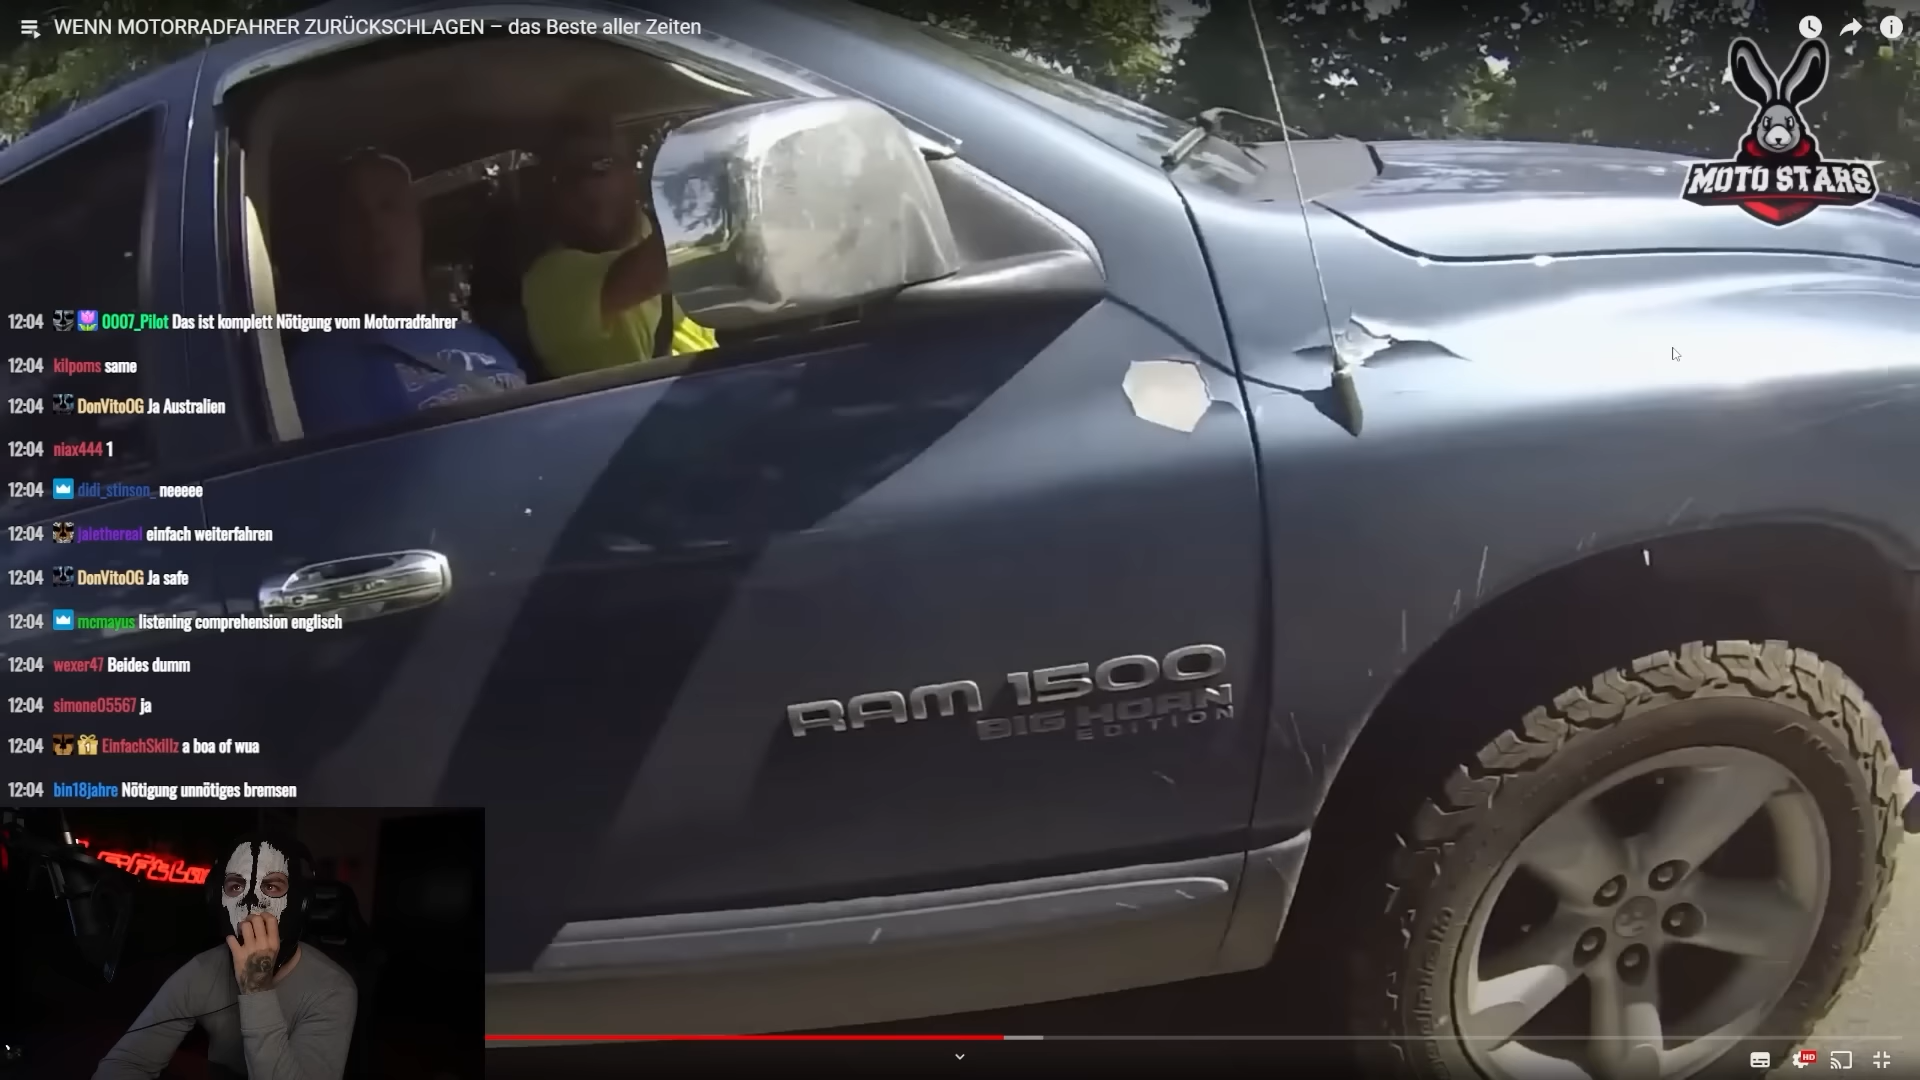 WENN MOTORRADFAHRER ZURÜCKSCHLAGEN – das Beste aller Zeiten
MOTO STARS
12:04 0007_Pilot Das ist komplett Nötigung vom Motorradfahrer
12:04 kilpoms same
12:04 DonVitoOG Ja Australien
12:04 niax444 1
12:04 didi_stinson_ neeeee
12:04 jalethereal einfach weiterfahren
12:04 DonVitoOG Ja safe
12:04 mcmayus listening comprehension englisch
12:04 wexer47 Beides dumm
12:04 simone05567 ja
12:04 EinfachSkillz a boa of wua
12:04 bin18jahre Nötigung unnötiges bremsen
RAM 1500
BIG HORN
EDITION
HD